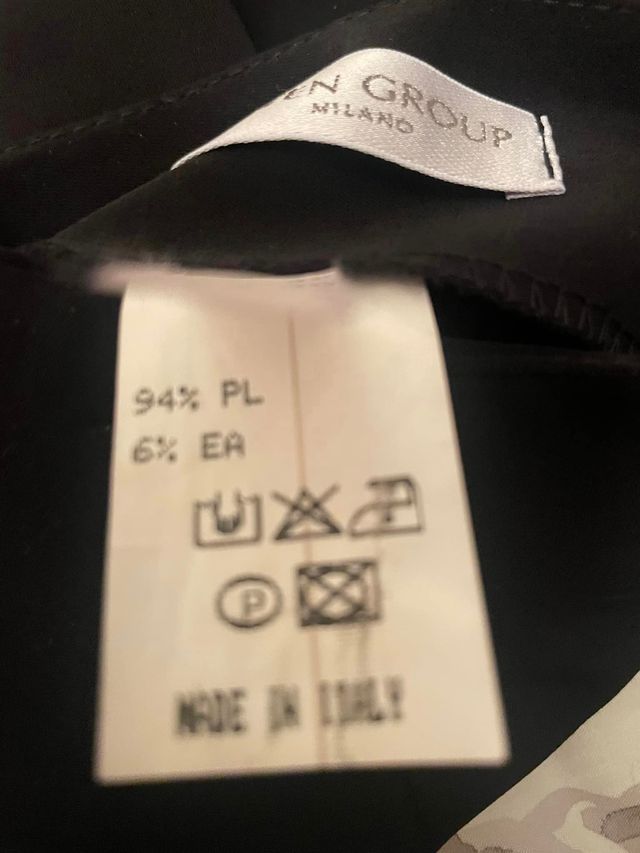 EN GROUP
MILANO
94% PL
6% EA
P
MADE IN ITALY